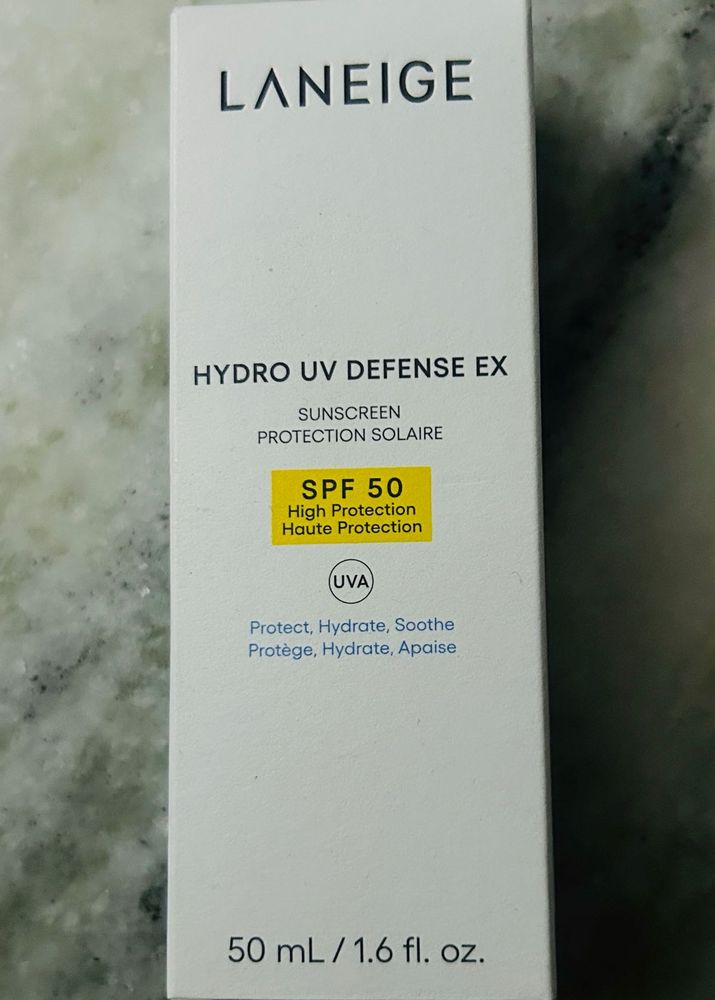 LANEIGE
HYDRO UV DEFENSE EX
SUNSCREEN
PROTECTION SOLAIRE
SPF 50
High Protection
Haute Protection
UVA
Protect, Hydrate, Soothe
Protège, Hydrate, Apaise
50 mL / 1.6 fl. oz.